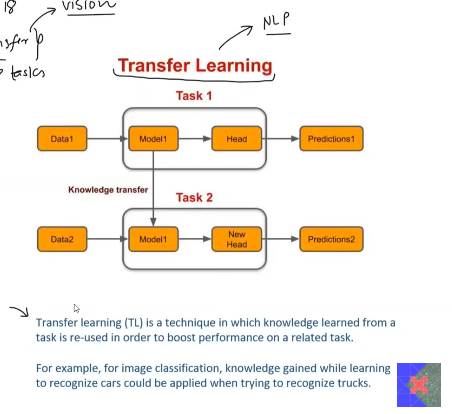 18
vision
NLP
tasks
Transfer Learning
Task 1
Data1
Model1
Head
Predictions1
Knowledge transfer
Task 2
Data2
Model1
New
Head
Predictions2
Transfer learning (TL) is a technique in which knowledge learned from a
task is re-used in order to boost performance on a related task.
For example, for image classification, knowledge gained while learning
to recognize cars could be applied when trying to recognize trucks.